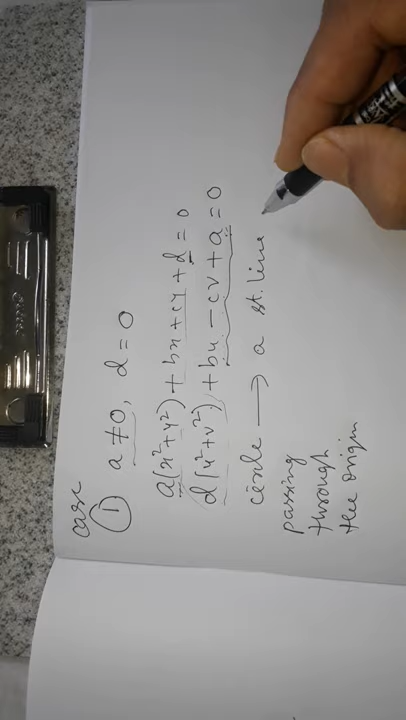 case
① a ≠ 0, d = 0
a(x²+y²) + bx + cy + d = 0
d(u²+v²) + bu - cv + a = 0
circle → a st. line
passing
through
the origin